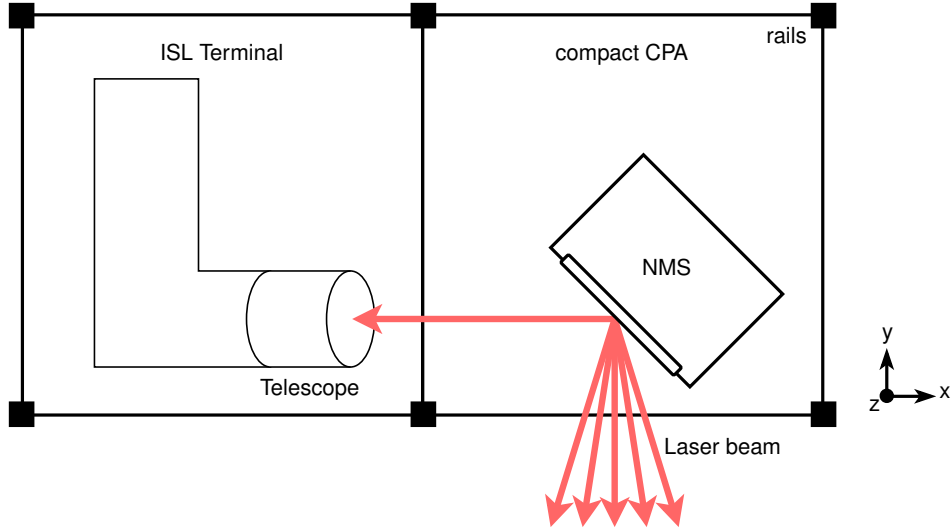 ISL Terminal
compact CPA
rails
NMS
Telescope
Laser beam
y
x
z